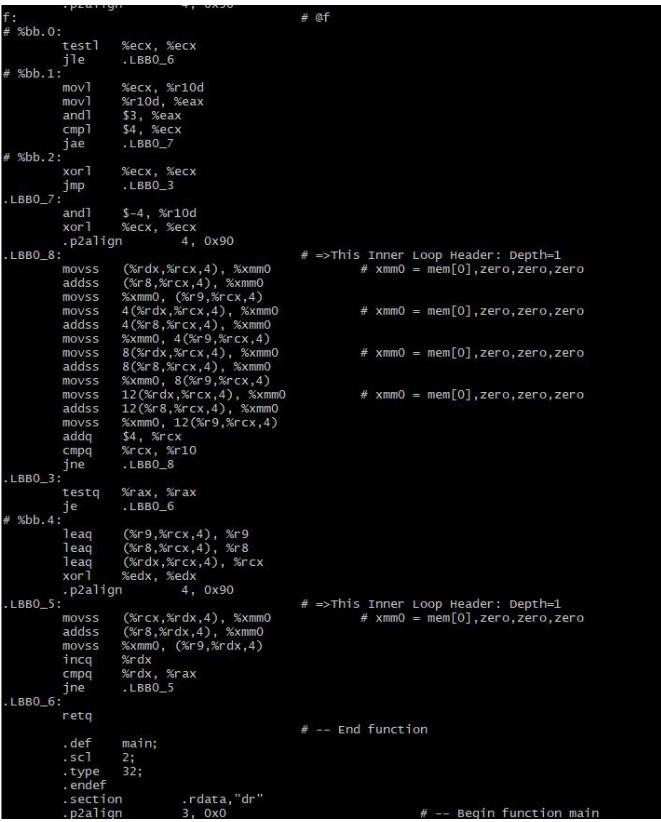 .p2align 4, 0x90
f: # @f
# %bb.0:
testl %ecx, %ecx
jle .LBB0_6
# %bb.1:
movl %ecx, %r10d
movl %r10d, %eax
andl $3, %eax
cmpl $4, %ecx
jae .LBB0_7
# %bb.2:
xorl %ecx, %ecx
jmp .LBB0_3
.LBB0_7:
andl $-4, %r10d
xorl %ecx, %ecx
.p2align 4, 0x90
.LBB0_8: # =>This Inner Loop Header: Depth=1
movss (%rdx,%rcx,4), %xmm0 # xmm0 = mem[0],zero,zero,zero
addss (%r8,%rcx,4), %xmm0
movss %xmm0, (%r9,%rcx,4)
movss 4(%rdx,%rcx,4), %xmm0 # xmm0 = mem[0],zero,zero,zero
addss 4(%r8,%rcx,4), %xmm0
movss %xmm0, 4(%r9,%rcx,4)
movss 8(%rdx,%rcx,4), %xmm0 # xmm0 = mem[0],zero,zero,zero
addss 8(%r8,%rcx,4), %xmm0
movss %xmm0, 8(%r9,%rcx,4)
movss 12(%rdx,%rcx,4), %xmm0 # xmm0 = mem[0],zero,zero,zero
addss 12(%r8,%rcx,4), %xmm0
movss %xmm0, 12(%r9,%rcx,4)
addq $4, %rcx
cmpq %rcx, %r10
jne .LBB0_8
.LBB0_3:
testq %rax, %rax
je .LBB0_6
# %bb.4:
leaq (%r9,%rcx,4), %r9
leaq (%r8,%rcx,4), %r8
leaq (%rdx,%rcx,4), %rcx
xorl %edx, %edx
.p2align 4, 0x90
.LBB0_5: # =>This Inner Loop Header: Depth=1
movss (%rcx,%rdx,4), %xmm0 # xmm0 = mem[0],zero,zero,zero
addss (%r8,%rdx,4), %xmm0
movss %xmm0, (%r9,%rdx,4)
incq %rdx
cmpq %rdx, %rax
jne .LBB0_5
.LBB0_6:
retq
# -- End function
.def main;
.scl 2;
.type 32;
.endef
.section .rdata,"dr"
.p2align 3, 0x0 # -- Begin function main